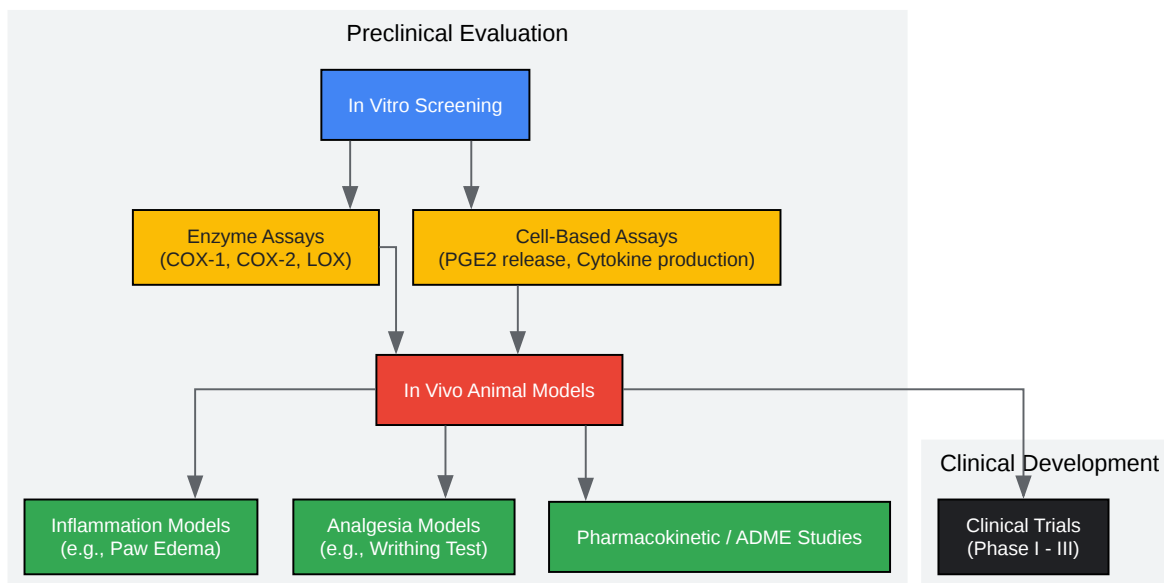 Preclinical Evaluation
In Vitro Screening
Enzyme Assays
(COX-1, COX-2, LOX)
Cell-Based Assays
(PGE2 release, Cytokine production)
In Vivo Animal Models
Clinical Development
Inflammation Models
(e.g., Paw Edema)
Analgesia Models
(e.g., Writhing Test)
Pharmacokinetic / ADME Studies
Clinical Trials
(Phase I - III)